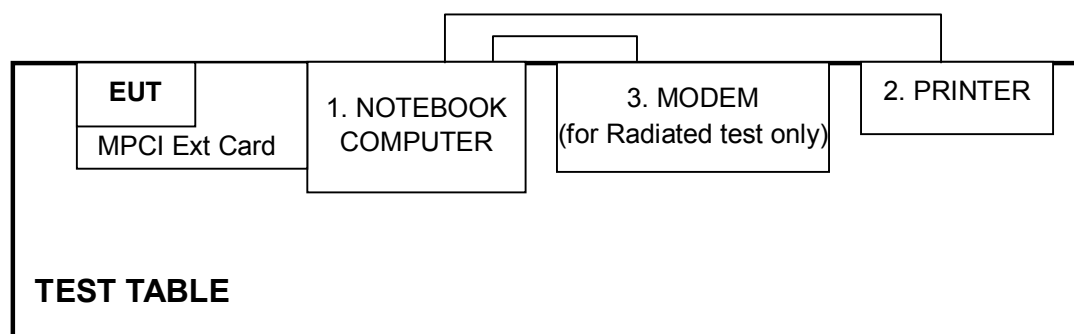 EUT
MPCI Ext Card
1. NOTEBOOK
COMPUTER
3. MODEM
(for Radiated test only)
2. PRINTER
TEST TABLE